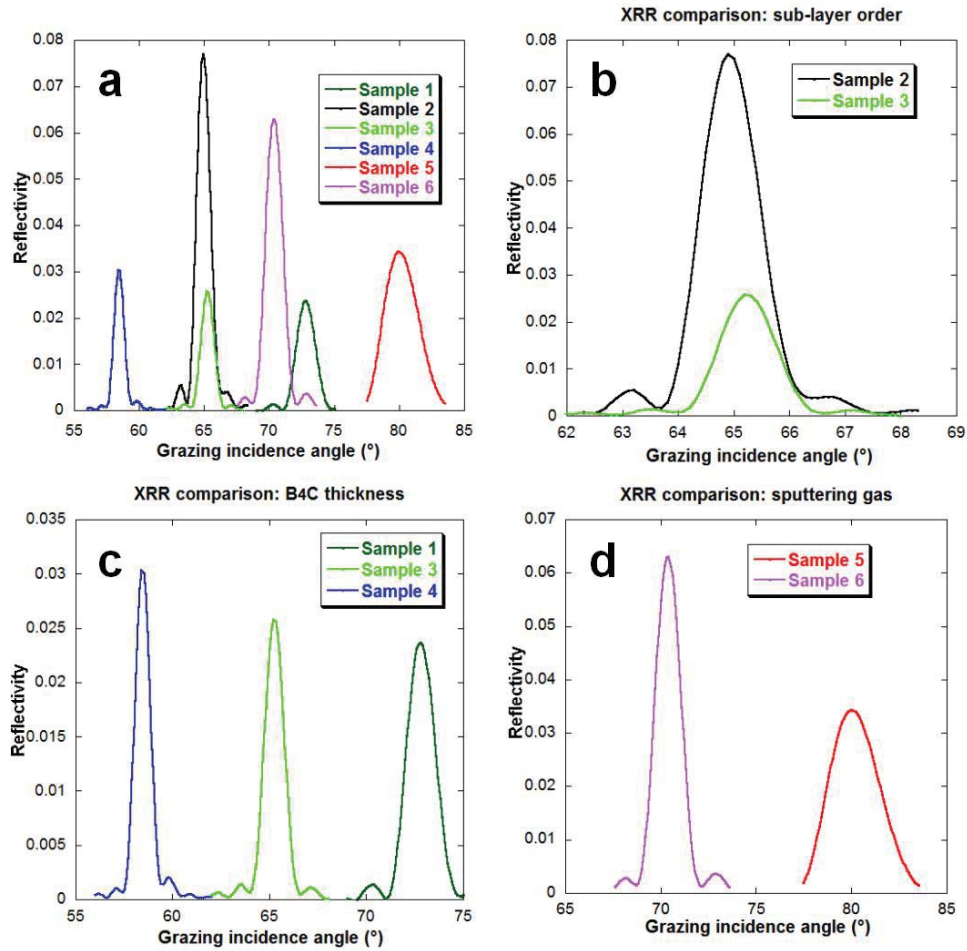 XRR comparison: sub-layer order
a
0.08
0.07
0.06
0.05
0.04
0.03
0.02
0.01
0
55 60 65 70 75 80 85
Reflectivity
Grazing incidence angle (°)
Sample 1
Sample 2
Sample 3
Sample 4
Sample 5
Sample 6
b
0.08
0.07
0.06
0.05
0.04
0.03
0.02
0.01
0
62 63 64 65 66 67 68 69
Reflectivity
Grazing incidence angle (°)
Sample 2
Sample 3
XRR comparison: B4C thickness
c
0.035
0.03
0.025
0.02
0.015
0.01
0.005
0
55 60 65 70 75
Reflectivity
Grazing incidence angle (°)
Sample 1
Sample 3
Sample 4
XRR comparison: sputtering gas
d
0.07
0.06
0.05
0.04
0.03
0.02
0.01
0
65 70 75 80 85
Reflectivity
Grazing incidence angle (°)
Sample 5
Sample 6